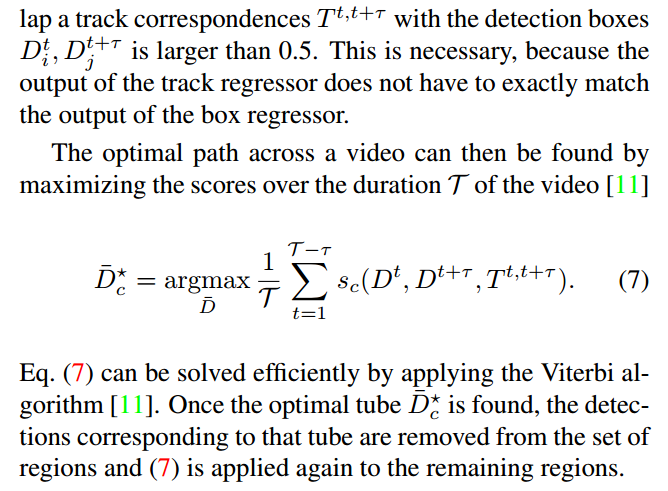 lap a track correspondences $T^{t,t+\tau}$ with the detection boxes
$D_i^t, D_j^{t+\tau}$ is larger than 0.5. This is necessary, because the
output of the track regressor does not have to exactly match
the output of the box regressor.
The optimal path across a video can then be found by
maximizing the scores over the duration $\mathcal{T}$ of the video [11]
$\bar{D}_c^\star = \underset{\bar{D}}{\operatorname{argmax}} \frac{1}{\mathcal{T}} \sum_{t=1}^{\mathcal{T}-\tau} s_c(D^t, D^{t+\tau}, T^{t,t+\tau}).$ (7)
Eq. (7) can be solved efficiently by applying the Viterbi al-
gorithm [11]. Once the optimal tube $\bar{D}_c^\star$ is found, the detec-
tions corresponding to that tube are removed from the set of
regions and (7) is applied again to the remaining regions.